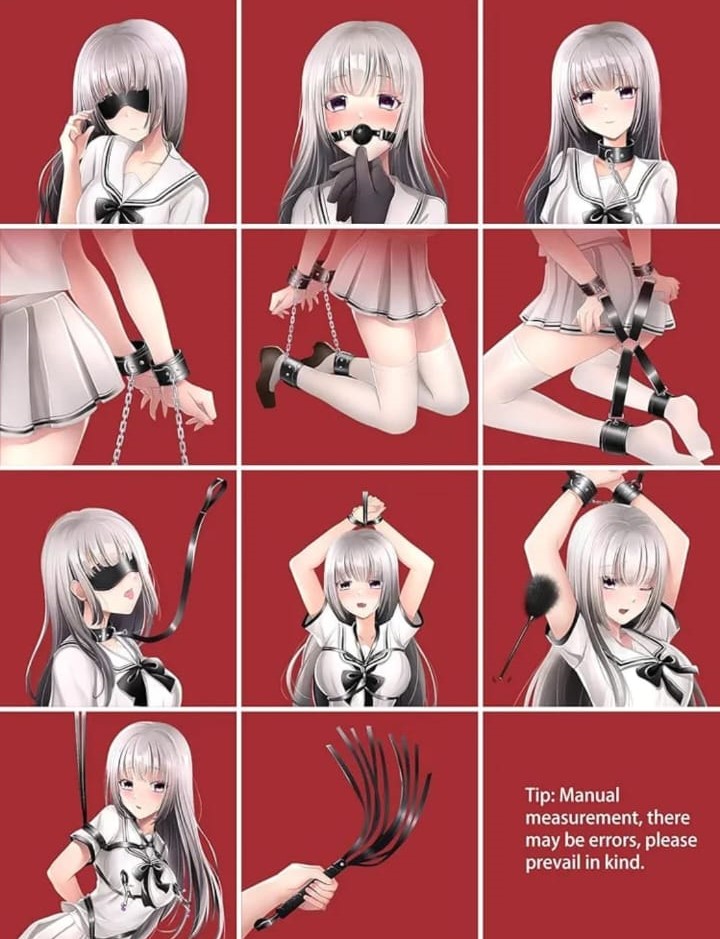 Tip: Manual
measurement, there
may be errors, please
prevail in kind.